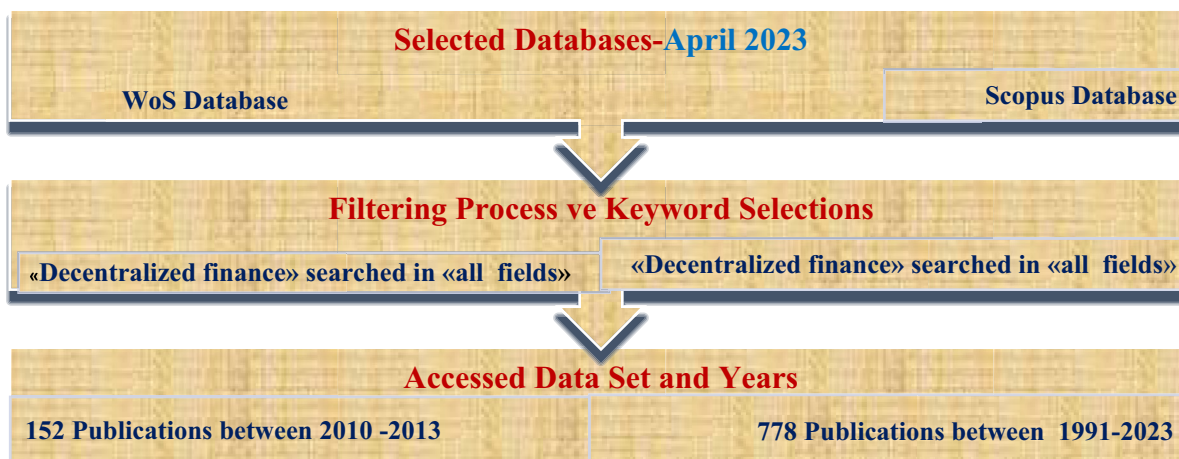 Selected Databases-April 2023
WoS Database
Scopus Database
Filtering Process ve Keyword Selections
«Decentralized finance» searched in «all fields»
«Decentralized finance» searched in «all fields»
Accessed Data Set and Years
152 Publications between 2010 -2013
778 Publications between 1991-2023